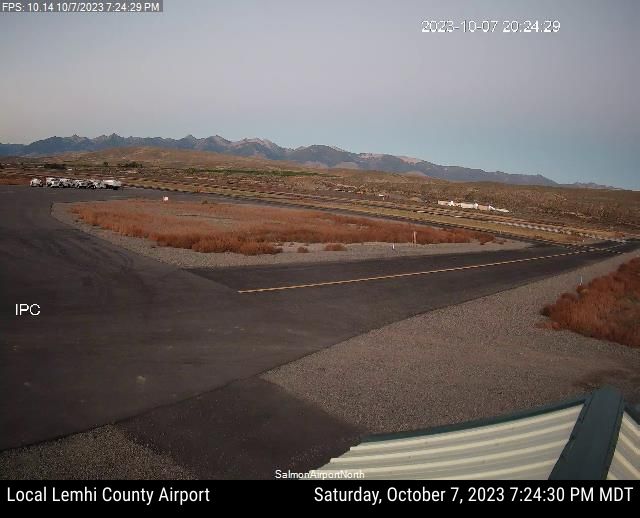 FPS: 10.14 10/7/2023 7:24:29 PM
2023-10-07 20:24:29
IPC
SalmonAirportNorth
Local Lemhi County Airport
Saturday, October 7, 2023 7:24:30 PM MDT